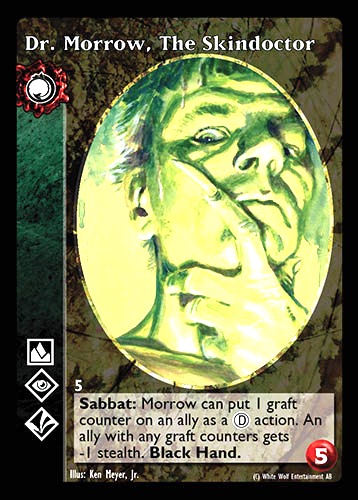 Dr. Morrow, The Skindoctor
5
Sabbat: Morrow can put 1 graft
counter on an ally as a Ⓓ action. An
ally with any graft counters gets
-1 stealth. Black Hand.
5
Illus: Ken Meyer, Jr.
(C) White Wolf Entertainment AB